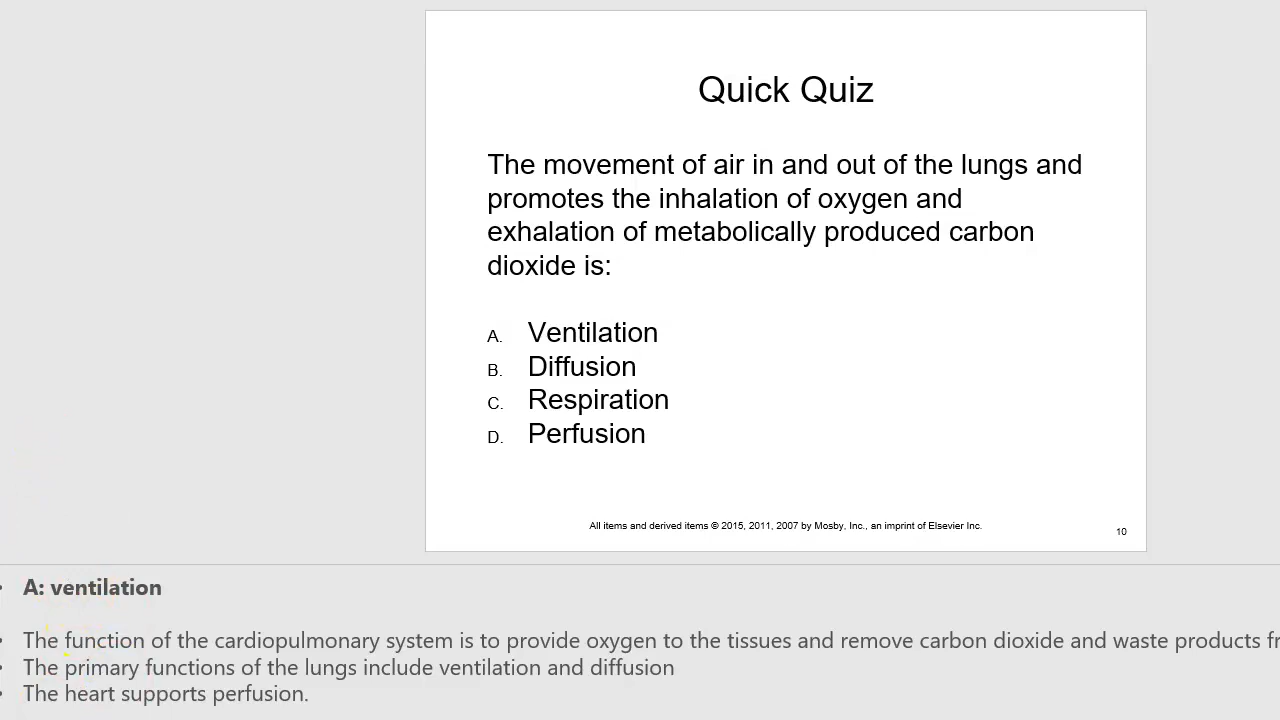 Quick Quiz
The movement of air in and out of the lungs and
promotes the inhalation of oxygen and
exhalation of metabolically produced carbon
dioxide is:
A. Ventilation
B. Diffusion
C. Respiration
D. Perfusion
All items and derived items © 2015, 2011, 2007 by Mosby, Inc., an imprint of Elsevier Inc.
10
• A: ventilation
• The function of the cardiopulmonary system is to provide oxygen to the tissues and remove carbon dioxide and waste products fr
• The primary functions of the lungs include ventilation and diffusion
• The heart supports perfusion.